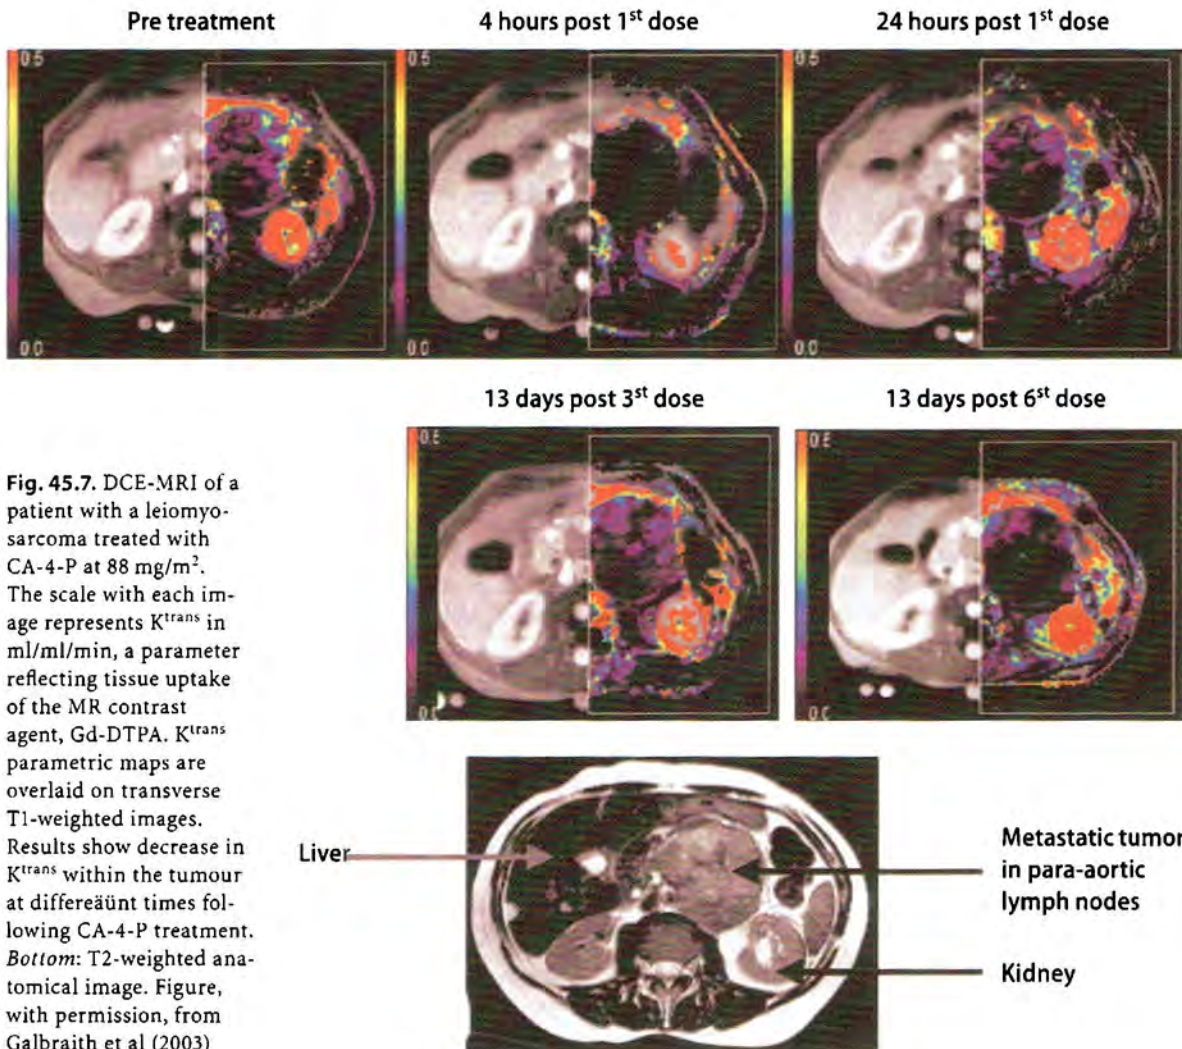 Pre treatment
4 hours post 1st dose
24 hours post 1st dose
0.5
0.0
0.5
0.5
0.0
13 days post 3st dose
13 days post 6st dose
Fig. 45.7. DCE-MRI of a
patient with a leiomyo-
sarcoma treated with
CA-4-P at 88 mg/m².
The scale with each im-
age represents Ktrans in
ml/ml/min, a parameter
reflecting tissue uptake
of the MR contrast
agent, Gd-DTPA. Ktrans
parametric maps are
overlaid on transverse
T1-weighted images.
Results show decrease in
Ktrans within the tumour
at differeäünt times fol-
lowing CA-4-P treatment.
Bottom: T2-weighted ana-
tomical image. Figure,
with permission, from
Galbraith et al (2003)
Liver
Metastatic tumor
in para-aortic
lymph nodes
Kidney